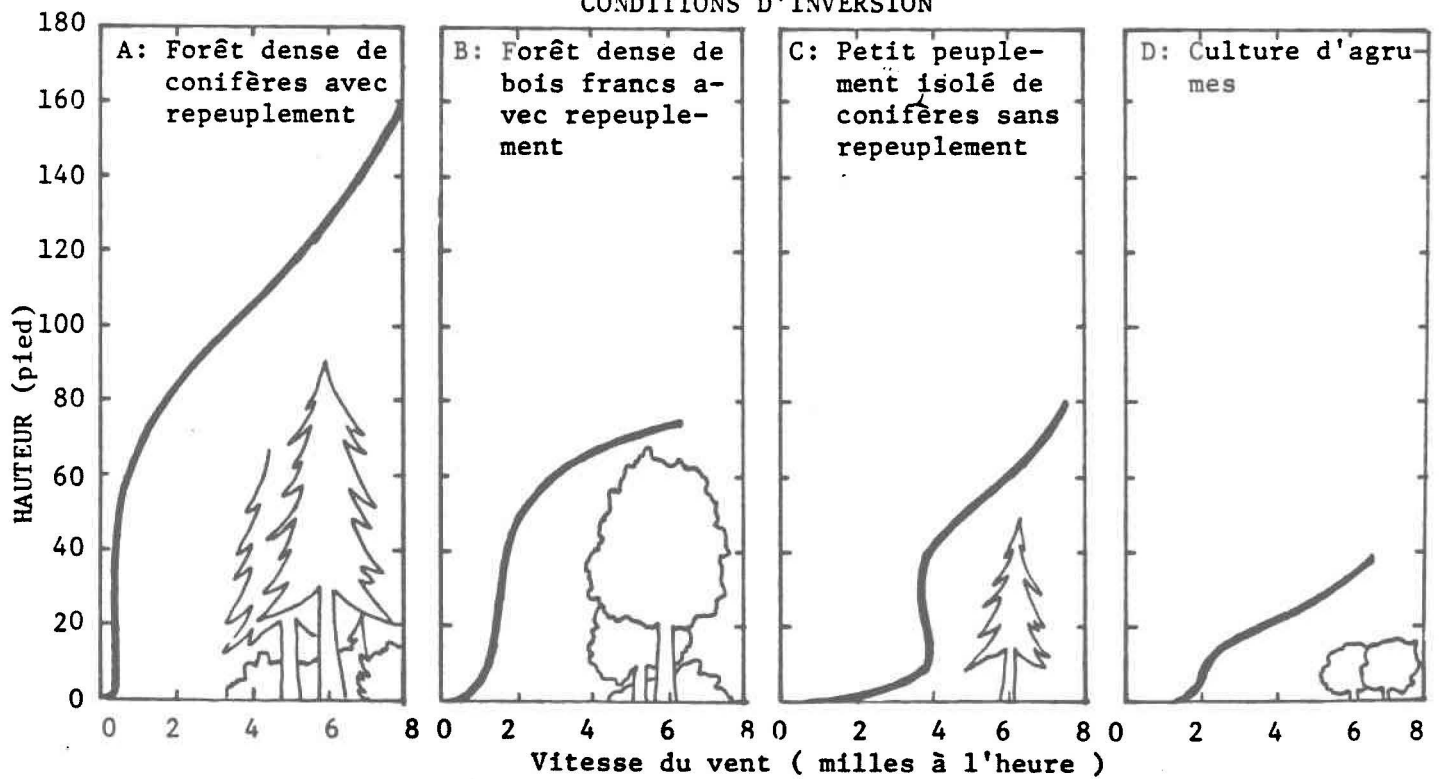 CONDITIONS D'INVERSION
A: Forêt dense de
conifères avec
repeuplement
B: Forêt dense de
bois francs a-
vec repeuple-
ment
C: Petit peuple-
ment isolé de
conifères sans
repeuplement
D: Culture d'agru-
mes
HAUTEUR (pied)
180
160
140
120
100
80
60
40
20
0
0 2 4 6 8 0 2 4 6 8 0 2 4 6 8 0 2 4 6 8
Vitesse du vent ( milles à l'heure )